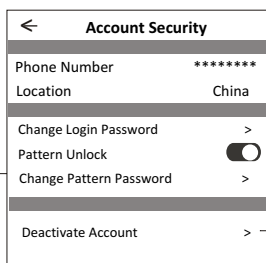 ← Account Security
Phone Number ********
Location China
Change Login Password >
Pattern Unlock
Change Pattern Password >
Deactivate Account >